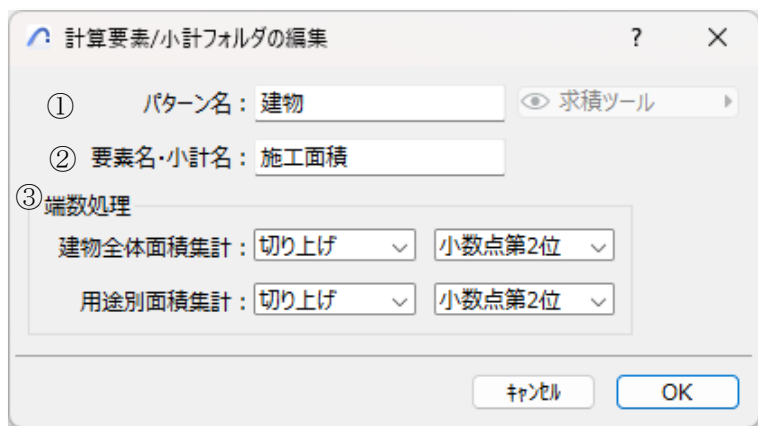 計算要素/小計フォルダの編集 ?
① パターン名： 建物 求積ツール
② 要素名・小計名： 施工面積
③ 端数処理
建物全体面積集計： 切り上げ 小数点第2位
用途別面積集計： 切り上げ 小数点第2位
ｷｬﾝｾﾙ OK